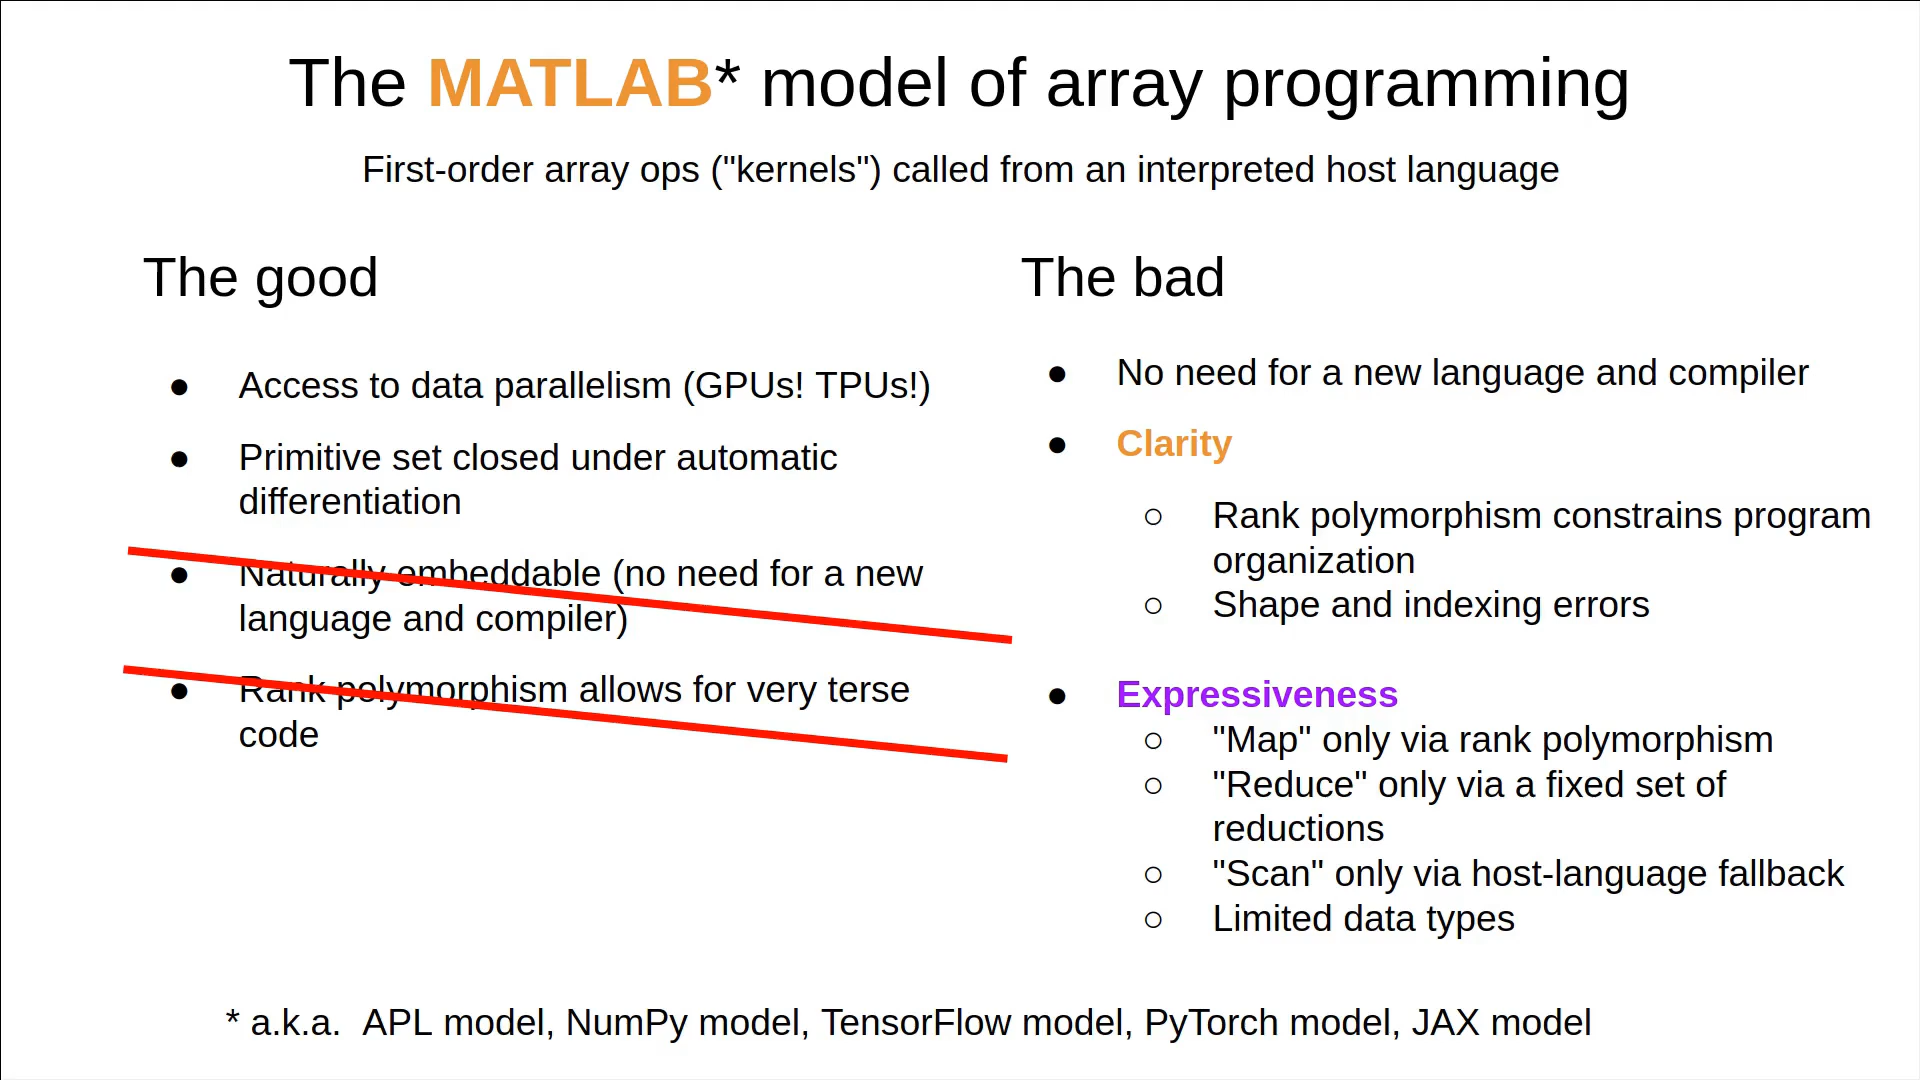 The MATLAB* model of array programming
First-order array ops ("kernels") called from an interpreted host language
The good
● Access to data parallelism (GPUs! TPUs!)
● Primitive set closed under automatic
differentiation
● Naturally embeddable (no need for a new
language and compiler)
● Rank polymorphism allows for very terse
code
The bad
● No need for a new language and compiler
● Clarity
○ Rank polymorphism constrains program
organization
○ Shape and indexing errors
● Expressiveness
○ "Map" only via rank polymorphism
○ "Reduce" only via a fixed set of
reductions
○ "Scan" only via host-language fallback
○ Limited data types
* a.k.a. APL model, NumPy model, TensorFlow model, PyTorch model, JAX model